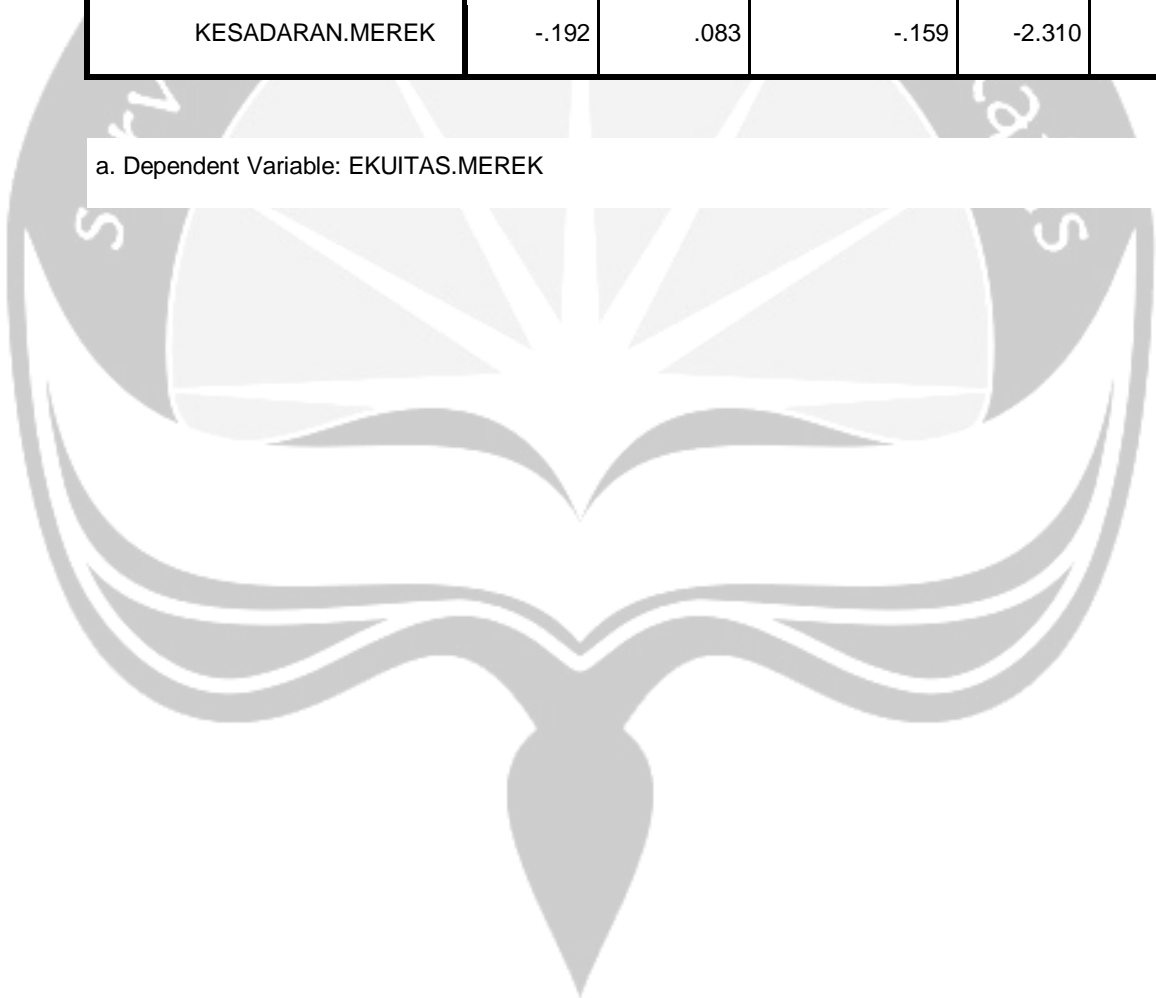 KESADARAN.MEREK -.192 .083 -.159 -2.310
a. Dependent Variable: EKUITAS.MEREK